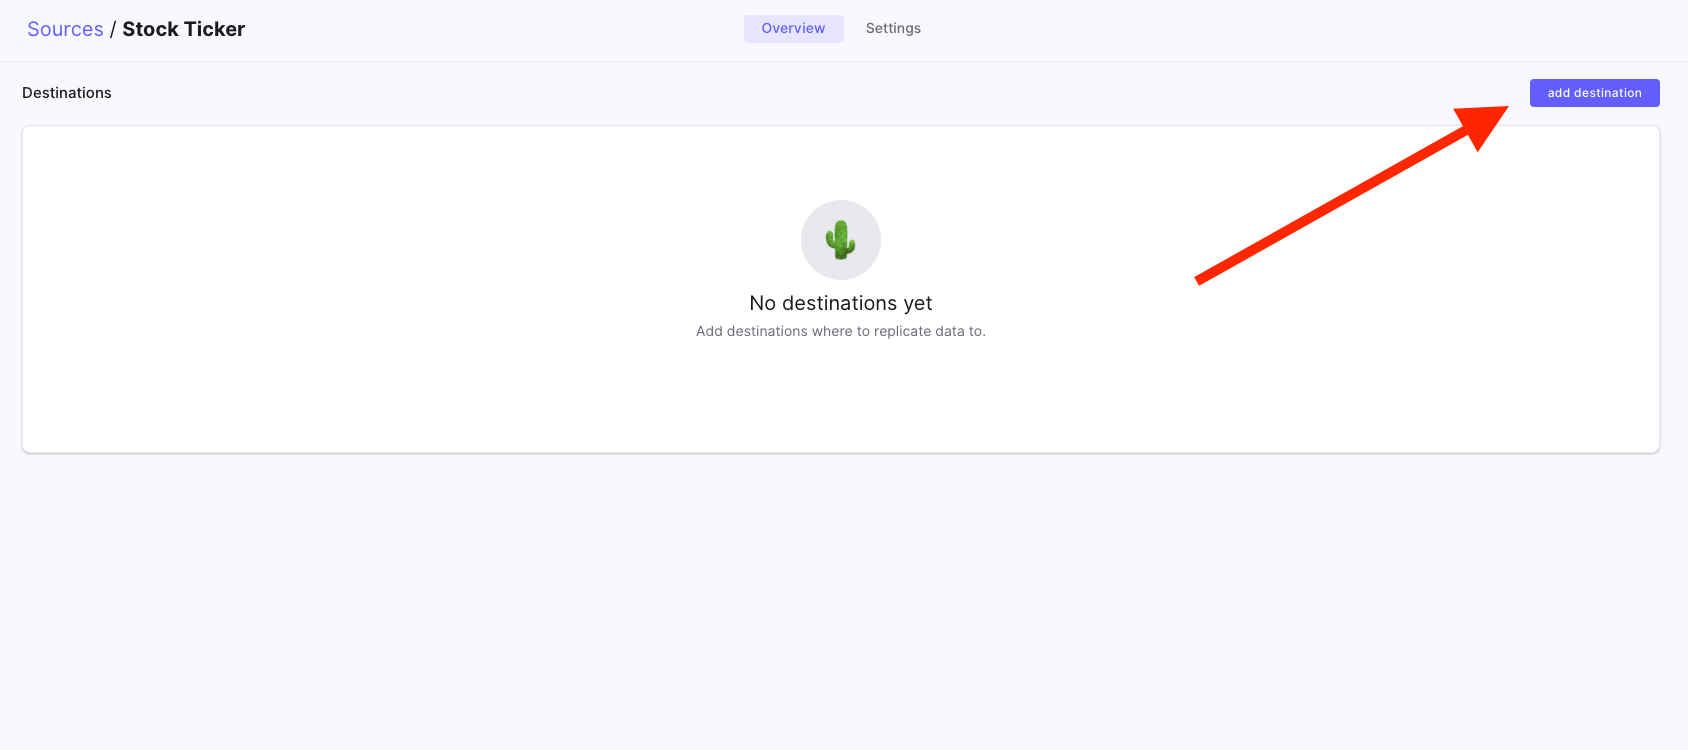 Sources / Stock Ticker
Overview
Settings
Destinations
add destination
No destinations yet
Add destinations where to replicate data to.